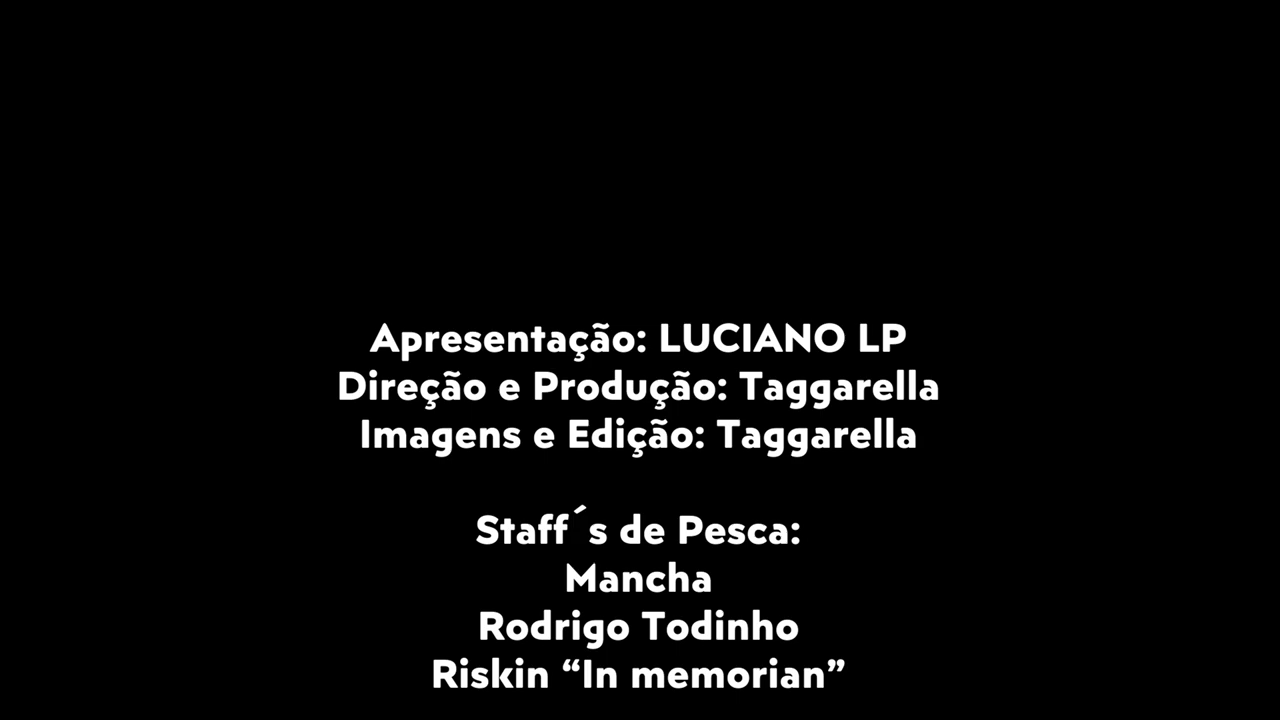 Apresentação: LUCIANO LP
Direção e Produção: Taggarella
Imagens e Edição: Taggarella
Staff´s de Pesca:
Mancha
Rodrigo Todinho
Riskin “In memorian”